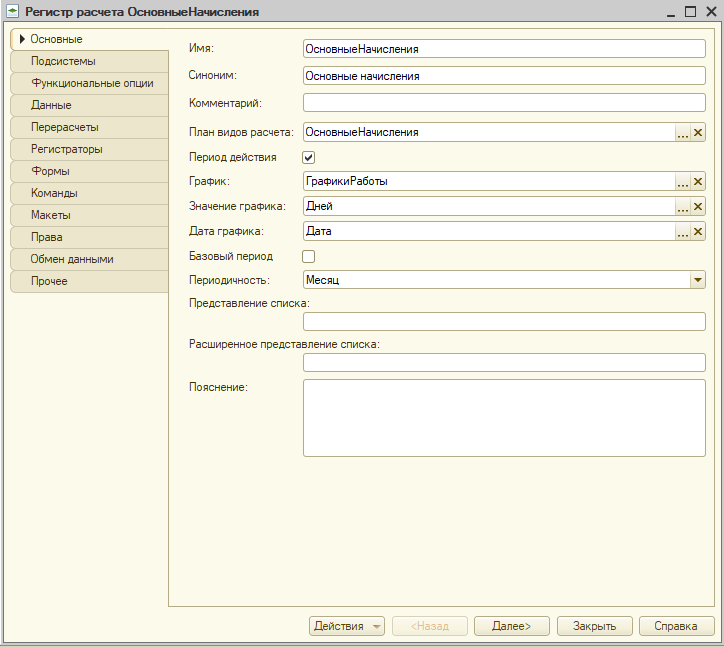 Регистр расчета ОсновныеНачисления
Основные
Подсистемы
Функциональные опции
Данные
Перерасчеты
Регистраторы
Формы
Команды
Макеты
Права
Обмен данными
Прочее
Имя: ОсновныеНачисления
Синоним: Основные начисления
Комментарий:
План видов расчета: ОсновныеНачисления ...
Период действия
График: ГрафикиРаботы ...
Значение графика: Дней ...
Дата графика: Дата ...
Базовый период
Периодичность: Месяц
Представление списка:
Расширенное представление списка:
Пояснение:
Действия <Назад Далее> Закрыть Справка